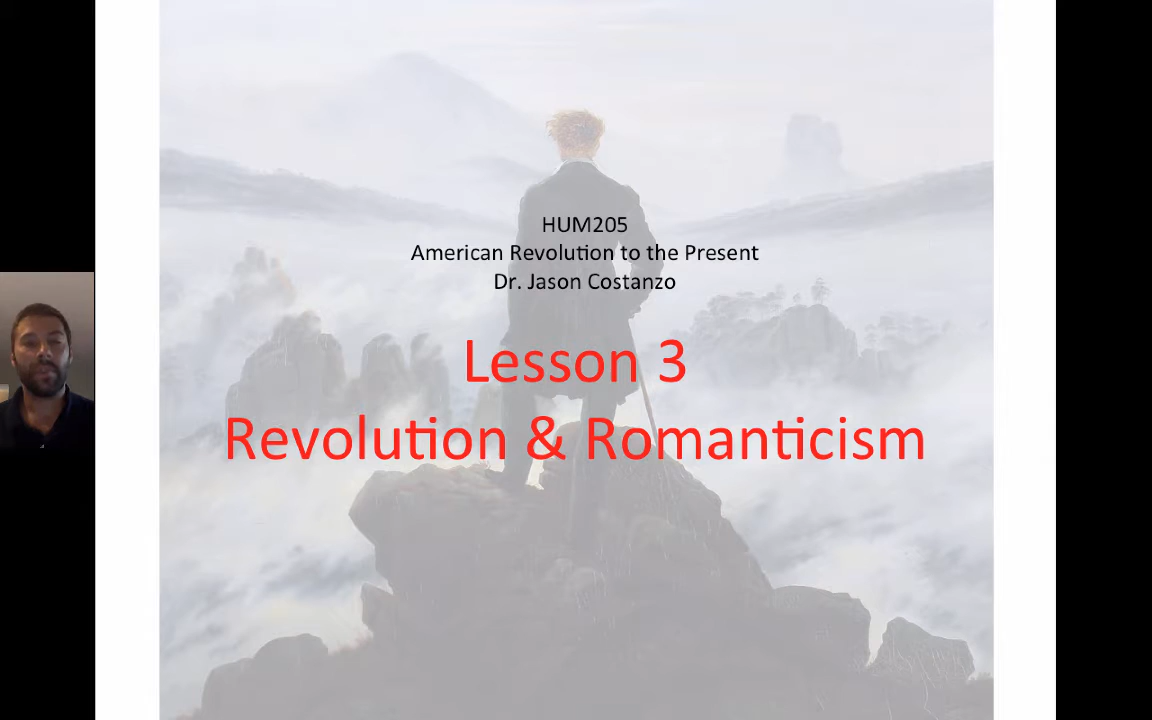 HUM205
American Revolution to the Present
Dr. Jason Costanzo
Lesson 3
Revolution & Romanticism